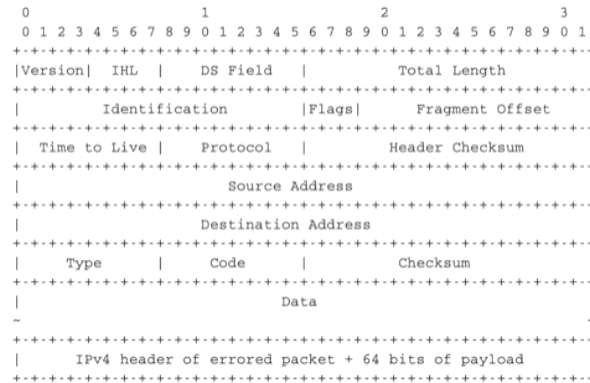 0                   1                   2                   3
0 1 2 3 4 5 6 7 8 9 0 1 2 3 4 5 6 7 8 9 0 1 2 3 4 5 6 7 8 9 0 1
+-+-+-+-+-+-+-+-+-+-+-+-+-+-+-+-+-+-+-+-+-+-+-+-+-+-+-+-+-+-+-+-
|Version|  IHL  |    DS Field   |          Total Length
+-+-+-+-+-+-+-+-+-+-+-+-+-+-+-+-+-+-+-+-+-+-+-+-+-+-+-+-+-+-+-+-
|         Identification        |Flags|      Fragment Offset
+-+-+-+-+-+-+-+-+-+-+-+-+-+-+-+-+-+-+-+-+-+-+-+-+-+-+-+-+-+-+-+-
|  Time to Live |    Protocol   |         Header Checksum
+-+-+-+-+-+-+-+-+-+-+-+-+-+-+-+-+-+-+-+-+-+-+-+-+-+-+-+-+-+-+-+-
|                       Source Address
+-+-+-+-+-+-+-+-+-+-+-+-+-+-+-+-+-+-+-+-+-+-+-+-+-+-+-+-+-+-+-+-
|                    Destination Address
+-+-+-+-+-+-+-+-+-+-+-+-+-+-+-+-+-+-+-+-+-+-+-+-+-+-+-+-+-+-+-+-
|     Type      |     Code      |          Checksum
+-+-+-+-+-+-+-+-+-+-+-+-+-+-+-+-+-+-+-+-+-+-+-+-+-+-+-+-+-+-+-+-
|                             Data
~
+-+-+-+-+-+-+-+-+-+-+-+-+-+-+-+-+-+-+-+-+-+-+-+-+-+-+-+-+-+-+-+-
|      IPv4 header of errored packet + 64 bits of payload
+-+-+-+-+-+-+-+-+-+-+-+-+-+-+-+-+-+-+-+-+-+-+-+-+-+-+-+-+-+-+-+-